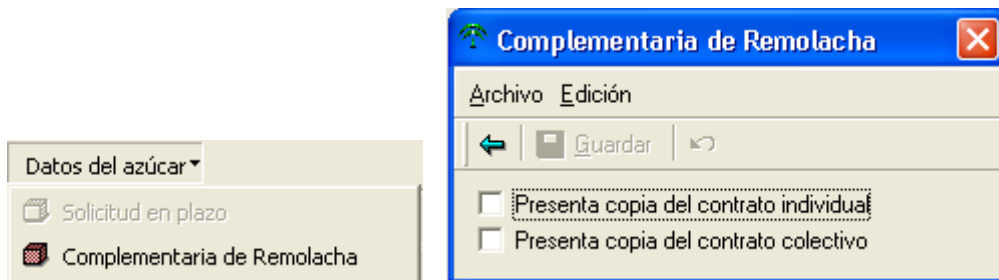 Datos del azúcar
Solicitud en plazo
Complementaria de Remolacha
Complementaria de Remolacha
Archivo Edición
Guardar
Presenta copia del contrato individual
Presenta copia del contrato colectivo